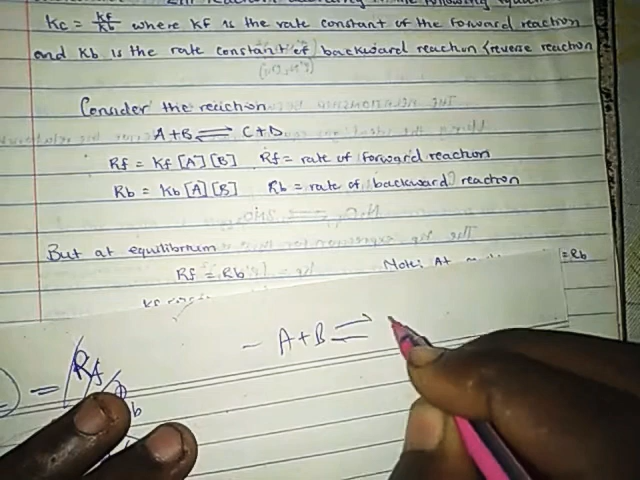 Kc = Kf/Kb where Kf is the rate constant of the forward reaction
and Kb is the rate constant of backward reaction (reverse reaction
Consider the reaction
A+B ⇌ C+D
Rf = Kf [A] [B] Rf = rate of forward reaction
Rb = Kb [A] [B] Rb = rate of backward reaction
But at equilibrium
Rf = Rb Note: At = Rb
- A+B ⇌
= Rf/
b